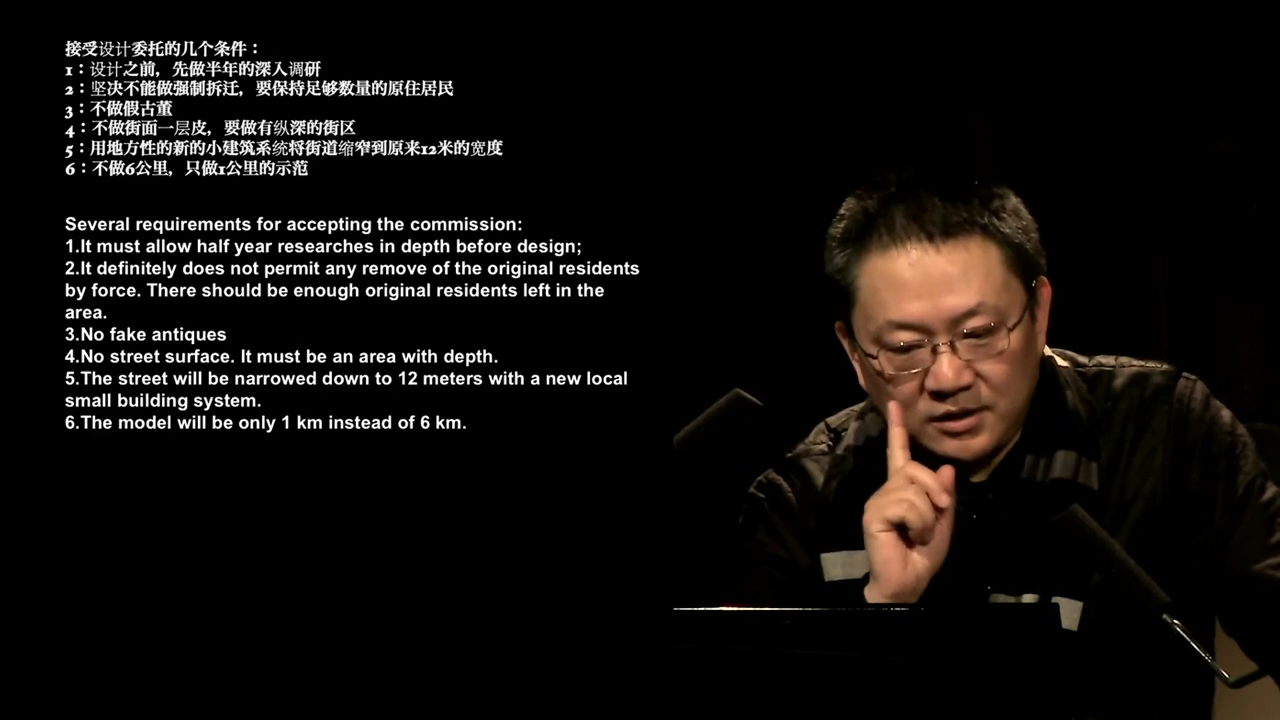 接受设计委托的几个条件：
1：设计之前，先做半年的深入调研
2：坚决不能做强制拆迁，要保持足够数量的原住居民
3：不做假古董
4：不做街面一层皮，要做有纵深的街区
5：用地方性的新的小建筑系统将街道缩窄到原来12米的宽度
6：不做6公里，只做1公里的示范
Several requirements for accepting the commission:
1.It must allow half year researches in depth before design;
2.It definitely does not permit any remove of the original residents
by force. There should be enough original residents left in the
area.
3.No fake antiques
4.No street surface. It must be an area with depth.
5.The street will be narrowed down to 12 meters with a new local
small building system.
6.The model will be only 1 km instead of 6 km.